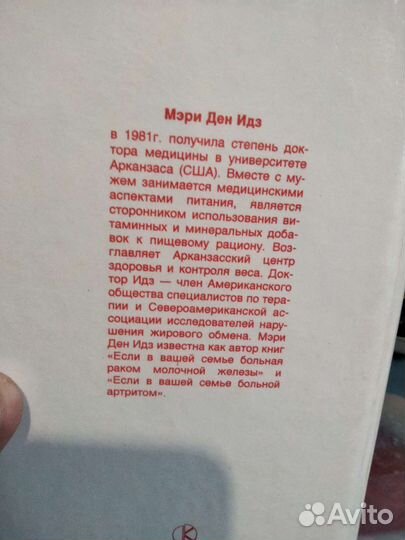 Мэри Ден Идз
в 1981г. получила степень док-
тора медицины в университете
Арканзаса (США). Вместе с му-
жем занимается медицинскими
аспектами питания, является
сторонником использования ви-
таминных и минеральных доба-
вок к пищевому рациону. Воз-
главляет Арканзасский центр
здоровья и контроля веса. Док-
тор Идз — член Американского
общества специалистов по тера-
пии и Североамериканской ас-
социации исследователей нару-
шения жирового обмена. Мэри
Ден Идз известна как автор книг
«Если в вашей семье больная
раком молочной железы» и
«Если в вашей семье больной
артритом».
К
Avito